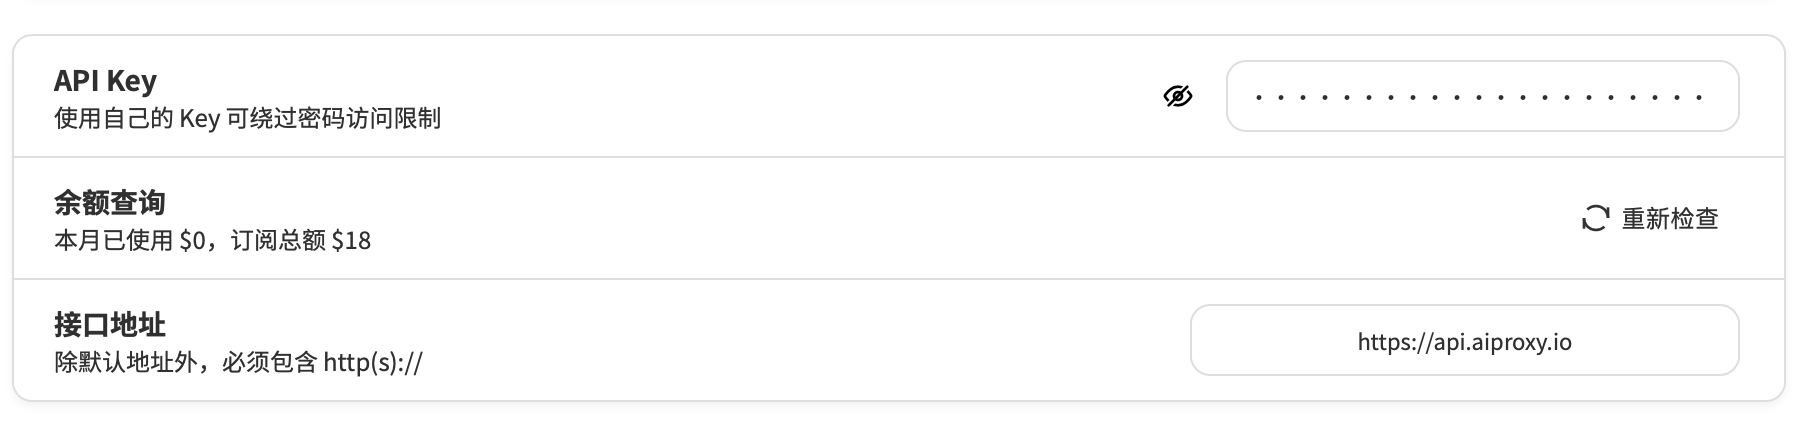 API Key
使用自己的 Key 可绕过密码访问限制
余额查询
本月已使用 $0，订阅总额 $18
重新检查
接口地址
除默认地址外，必须包含 http(s)://
https://api.aiproxy.io